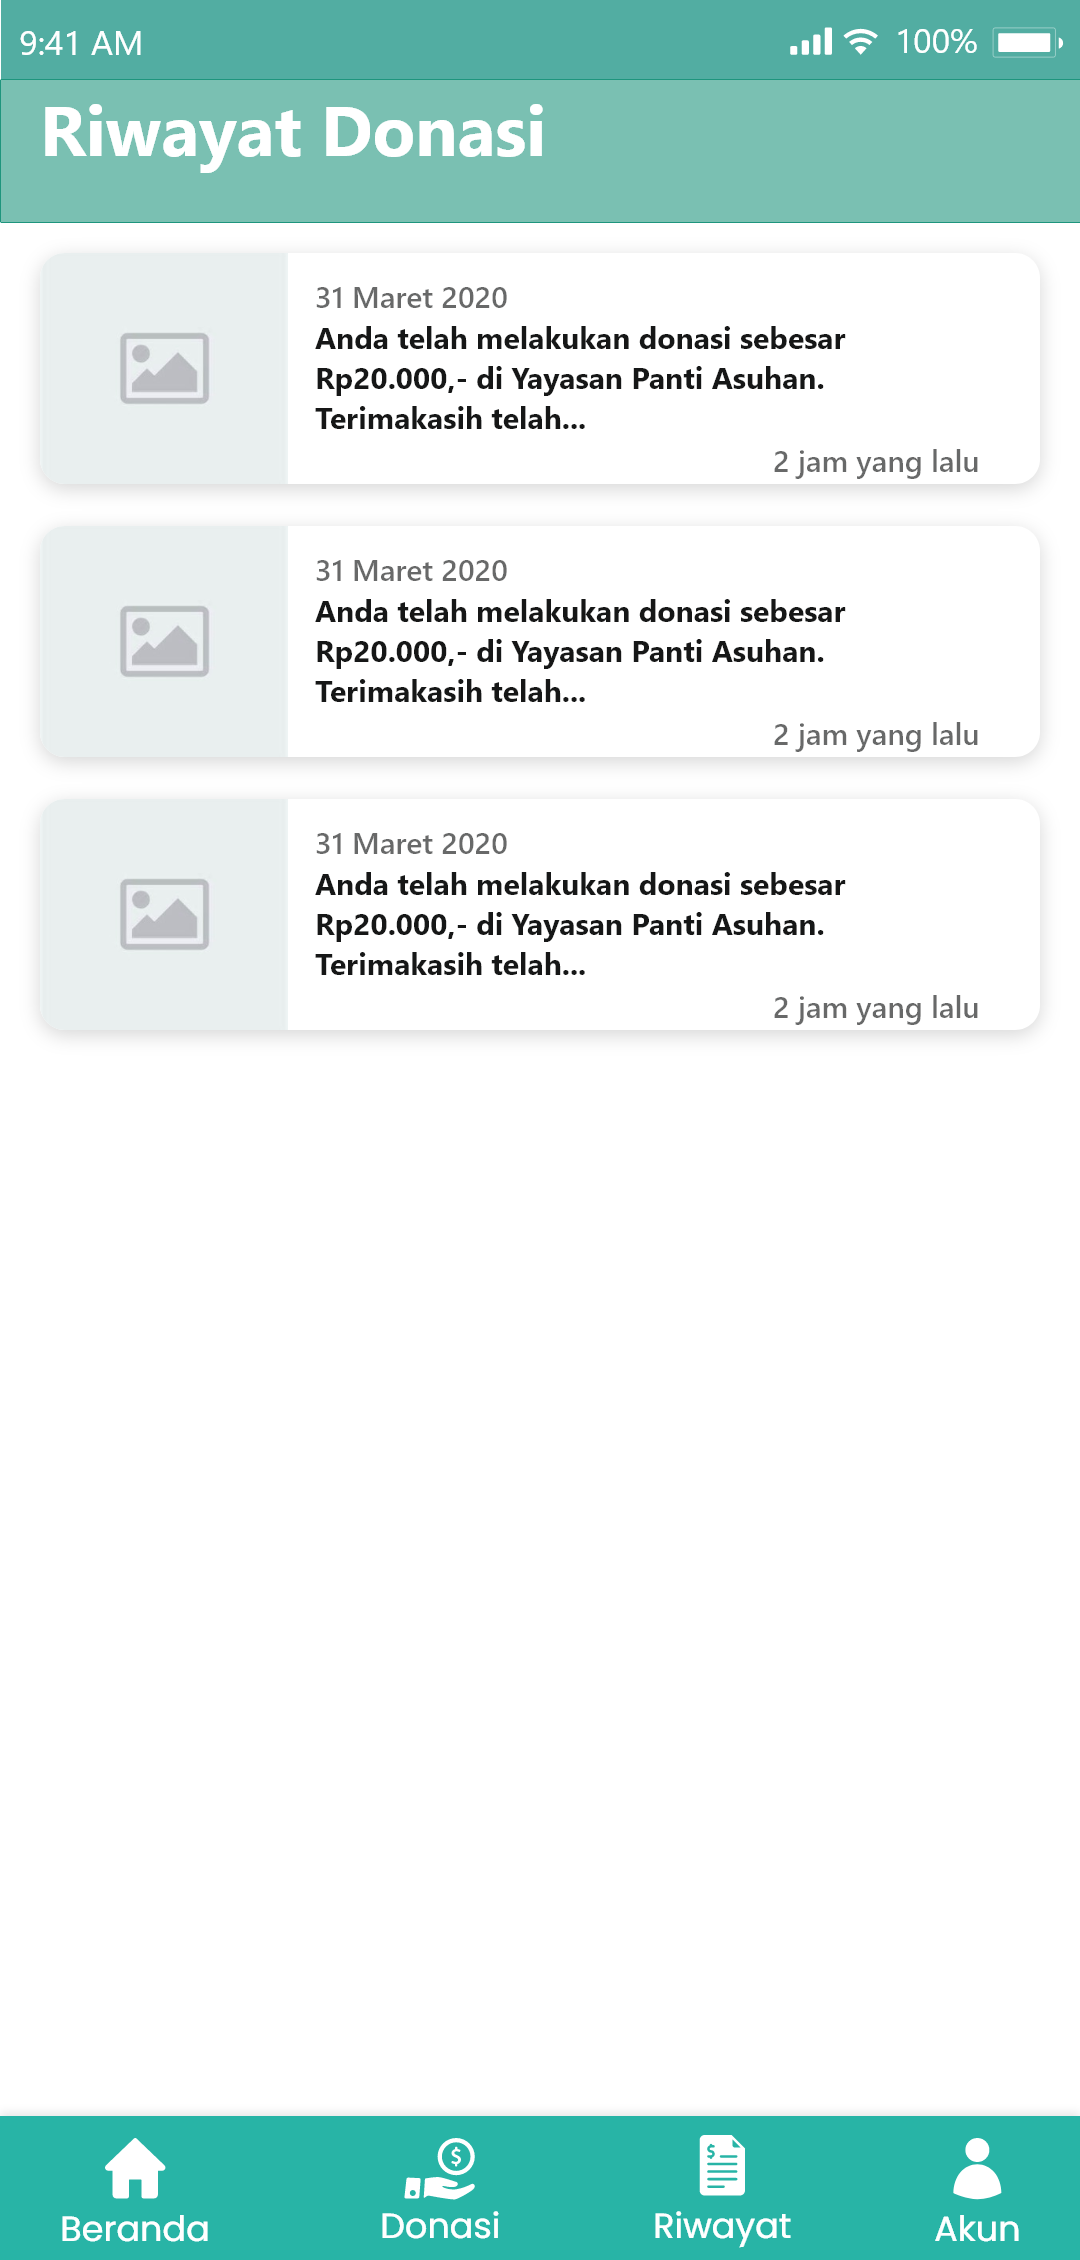 9:41 AM 100%
Riwayat Donasi
31 Maret 2020
Anda telah melakukan donasi sebesar
Rp20.000,- di Yayasan Panti Asuhan.
Terimakasih telah...
2 jam yang lalu
31 Maret 2020
Anda telah melakukan donasi sebesar
Rp20.000,- di Yayasan Panti Asuhan.
Terimakasih telah...
2 jam yang lalu
31 Maret 2020
Anda telah melakukan donasi sebesar
Rp20.000,- di Yayasan Panti Asuhan.
Terimakasih telah...
2 jam yang lalu
Beranda Donasi Riwayat Akun